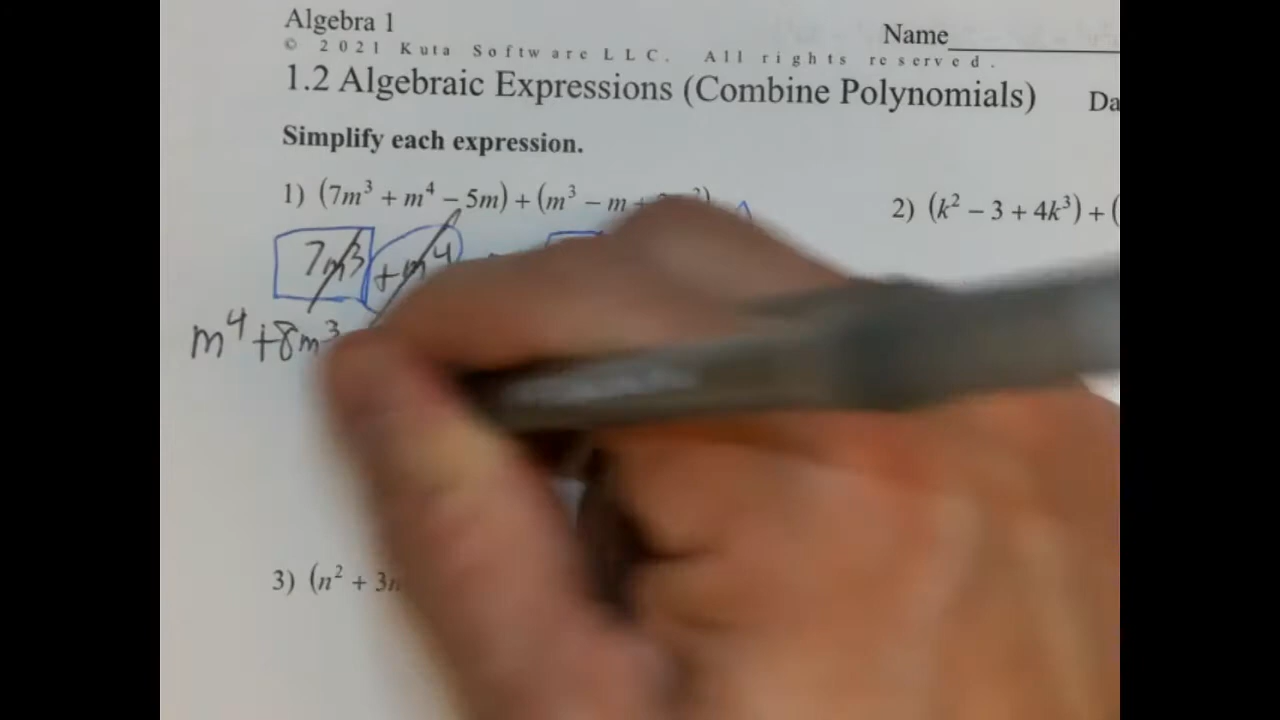 Algebra 1
© 2021 Kuta Software LLC. All rights reserved.
Name
1.2 Algebraic Expressions (Combine Polynomials)
Da
Simplify each expression.
1) (7m³ + m⁴ − 5m) + (m³ − m +
2) (k² − 3 + 4k³) + (
7m³ + m⁴
m⁴ + 8m³
3) (n² + 3n